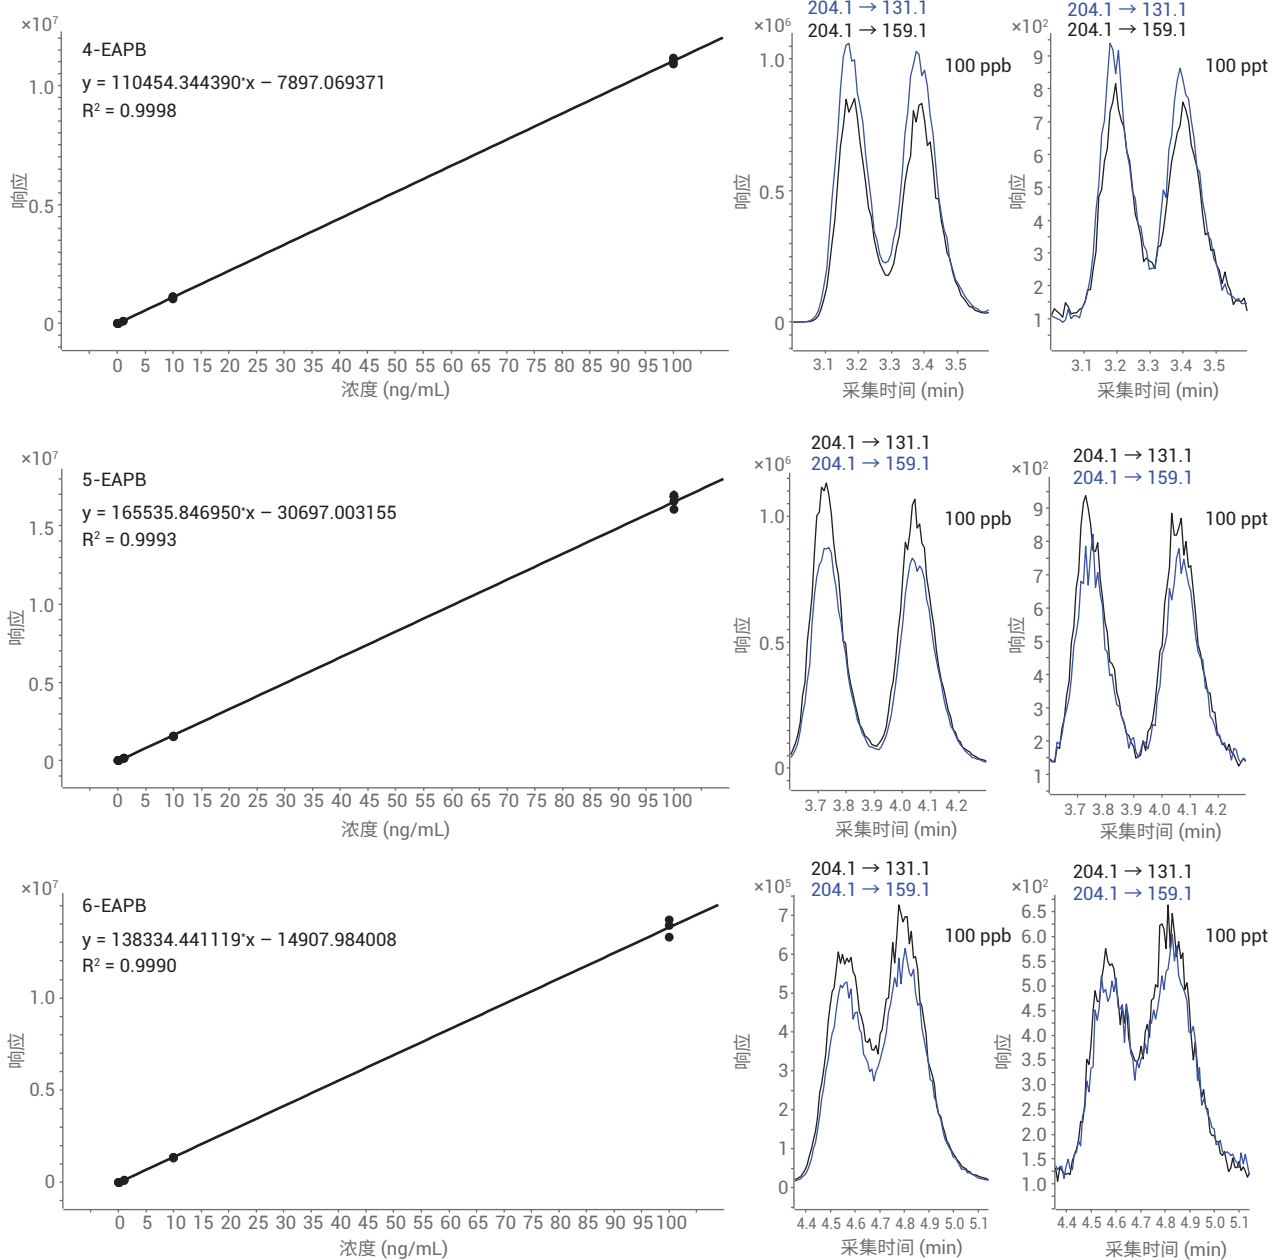 4-EAPB
y = 110454.344390*x − 7897.069371
R² = 0.9998
×10⁷
1.0
0.5
0
响应
0 5 10 15 20 25 30 35 40 45 50 55 60 65 70 75 80 85 90 95 100
浓度 (ng/mL)
204.1 → 131.1
204.1 → 159.1
×10⁶
100 ppb
1.0
0.5
0
响应
3.1 3.2 3.3 3.4 3.5
采集时间 (min)
204.1 → 131.1
204.1 → 159.1
×10²
100 ppt
9
8
7
6
5
4
3
2
1
响应
3.1 3.2 3.3 3.4 3.5
采集时间 (min)
5-EAPB
y = 165535.846950*x − 30697.003155
R² = 0.9993
×10⁷
1.5
1.0
0.5
0
响应
0 5 10 15 20 25 30 35 40 45 50 55 60 65 70 75 80 85 90 95 100
浓度 (ng/mL)
204.1 → 131.1
204.1 → 159.1
×10⁶
100 ppb
1.0
0.5
0
响应
3.7 3.8 3.9 4.0 4.1 4.2
采集时间 (min)
204.1 → 131.1
204.1 → 159.1
×10²
100 ppt
9
8
7
6
5
4
3
2
1
响应
3.7 3.8 3.9 4.0 4.1 4.2
采集时间 (min)
6-EAPB
y = 138334.441119*x − 14907.984008
R² = 0.9990
×10⁷
1.0
0.5
0
响应
0 5 10 15 20 25 30 35 40 45 50 55 60 65 70 75 80 85 90 95 100
浓度 (ng/mL)
204.1 → 131.1
204.1 → 159.1
×10⁵
100 ppb
7
6
5
4
3
2
1
0
响应
4.4 4.5 4.6 4.7 4.8 4.9 5.0 5.1
采集时间 (min)
204.1 → 131.1
204.1 → 159.1
×10²
100 ppt
6.5
6.0
5.5
5.0
4.5
4.0
3.5
3.0
2.5
2.0
1.5
1.0
响应
4.4 4.5 4.6 4.7 4.8 4.9 5.0 5.1
采集时间 (min)